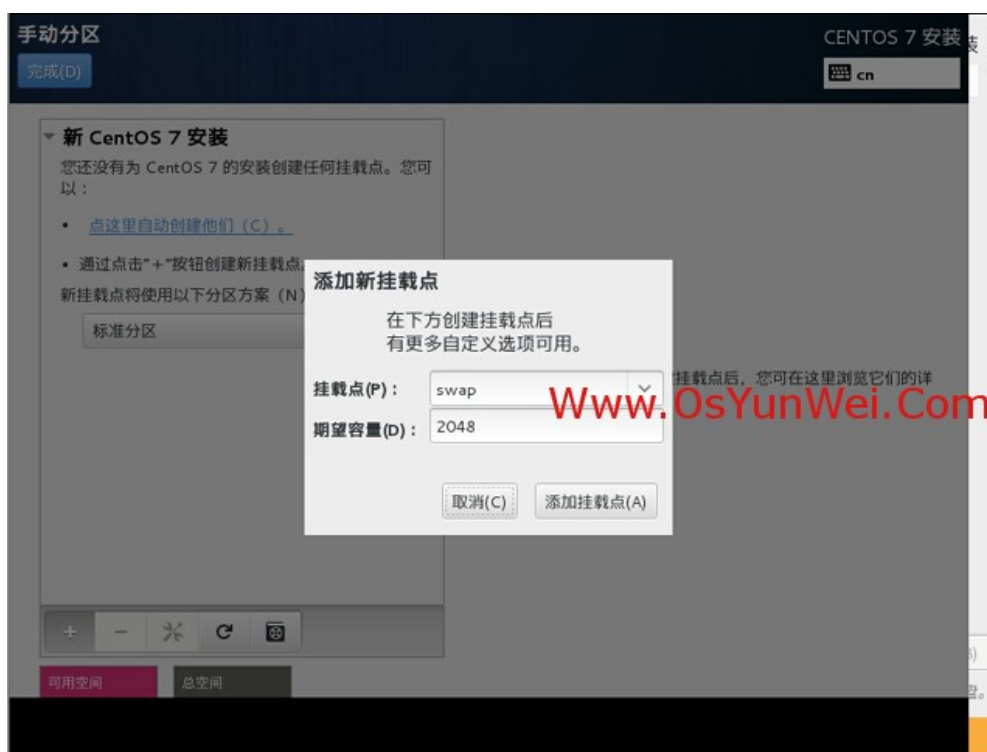 手动分区
完成(D)
CENTOS 7 安装
cn
装
新 CentOS 7 安装
您还没有为 CentOS 7 的安装创建任何挂载点。您可
以：
• 点这里自动创建他们（C）。
• 通过点击"+"按钮创建新挂载点。
新挂载点将使用以下分区方案（N）
标准分区
添加新挂载点
在下方创建挂载点后
有更多自定义选项可用。
挂载点(P)：
swap
期望容量(D)：
2048
取消(C)
添加挂载点(A)
挂载点后，您可在这里浏览它们的详
Www.OsYunWei.Com
可用空间
总空间
盘。